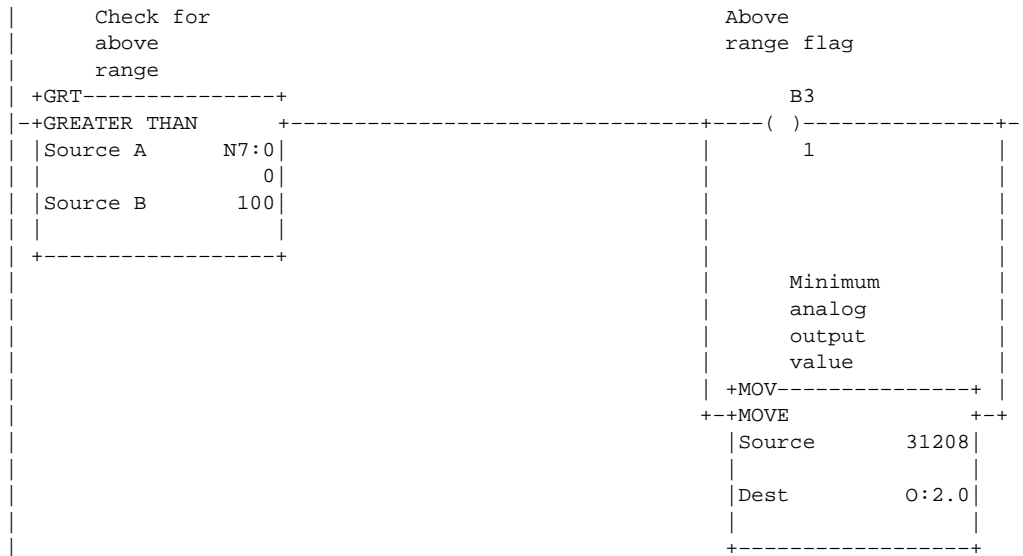 Check for Above
above range flag
range
+GRT---------------+ B3
-+GREATER THAN +--------------------------------+----( )---------------+-
|Source A N7:0| | 1 |
| 0| | |
|Source B 100| | |
| | | |
+------------------+ | |
| Minimum |
| analog |
| output |
| value |
| +MOV---------------+ |
+-+MOVE +-+
|Source 31208|
| |
|Dest O:2.0|
| |
+------------------+